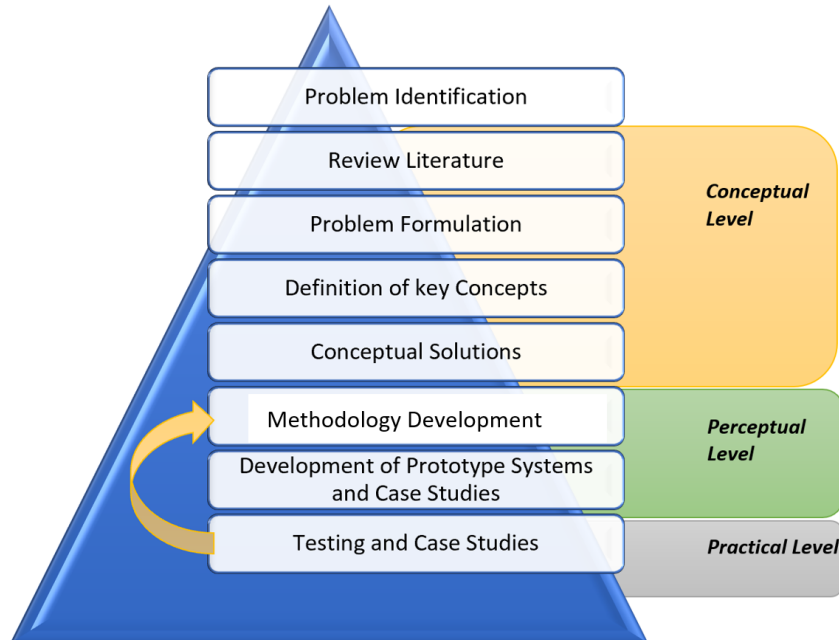 Problem Identification
Review Literature
Conceptual
Level
Problem Formulation
Definition of key Concepts
Conceptual Solutions
Methodology Development
Perceptual
Level
Development of Prototype Systems
and Case Studies
Testing and Case Studies
Practical Level